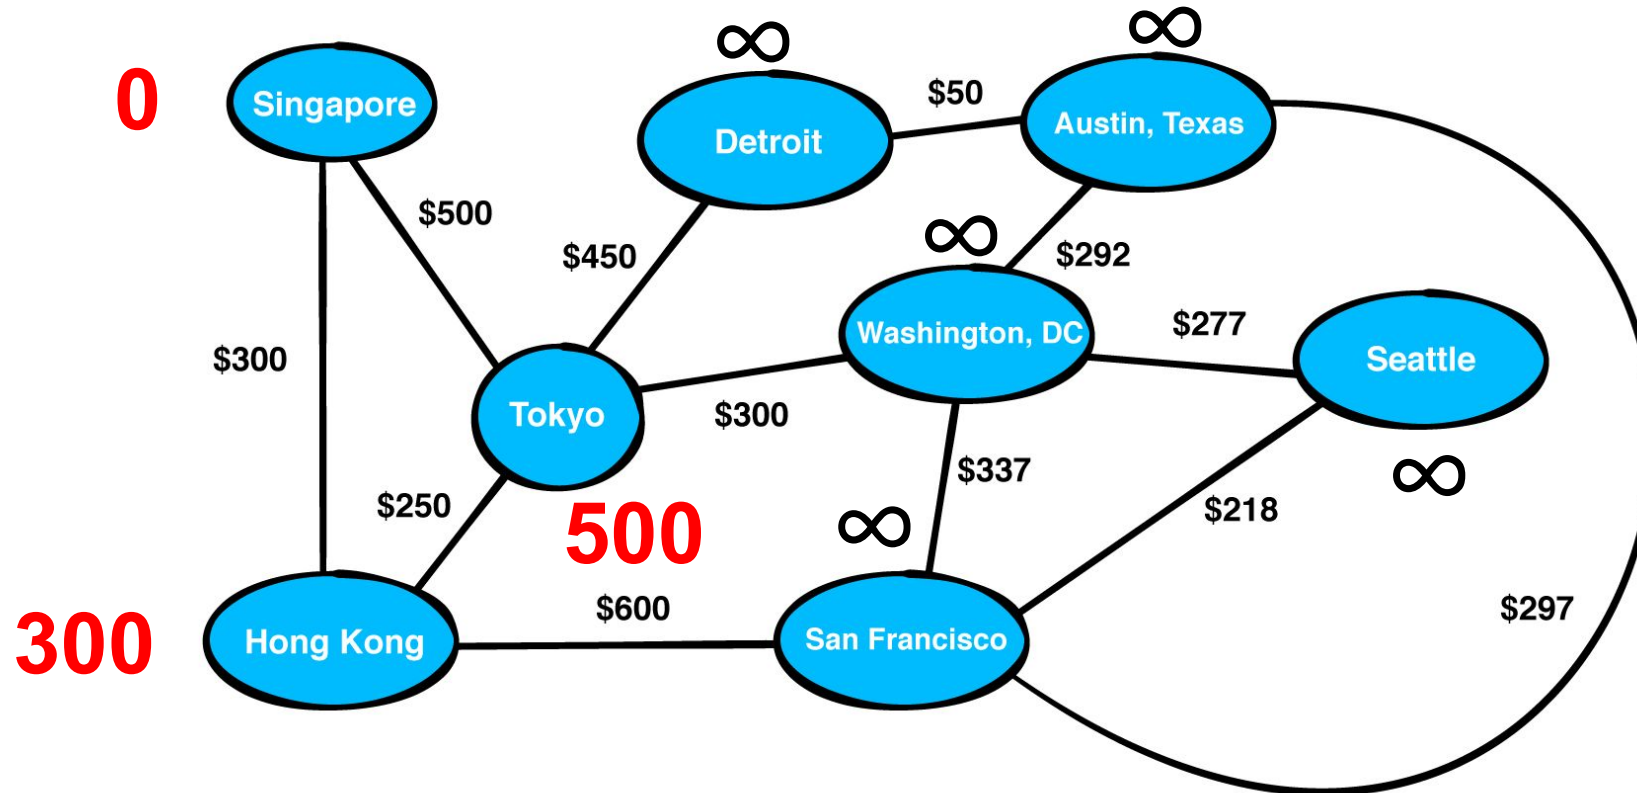 ∞
∞
0
Singapore
Detroit
$50
Austin, Texas
$500
$450
∞
$292
$300
Washington, DC
$277
Seattle
Tokyo
$300
∞
$250
500
∞
$337
$218
$600
$297
300
Hong Kong
San Francisco